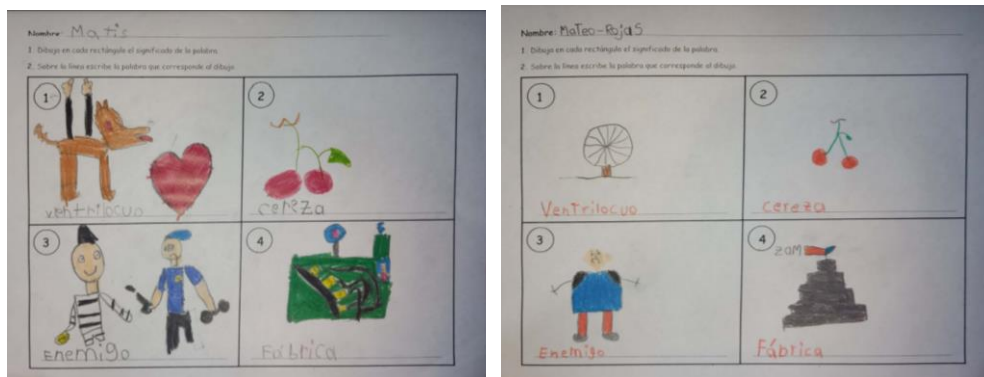 Nombre: Matis
1. Dibuja en cada rectángulo el significado de la palabra.
2. Sobre la línea escribe la palabra que corresponde al dibujo.
1
ventrilocuo
2
cereza
3
Enemigo
4
Fábrica
Nombre: Mateo-Rojas
1. Dibuja en cada rectángulo el significado de la palabra.
2. Sobre la línea escribe la palabra que corresponde al dibujo.
1
Ventrilocuo
2
cereza
3
Enemigo
4
ZAM
Fábrica